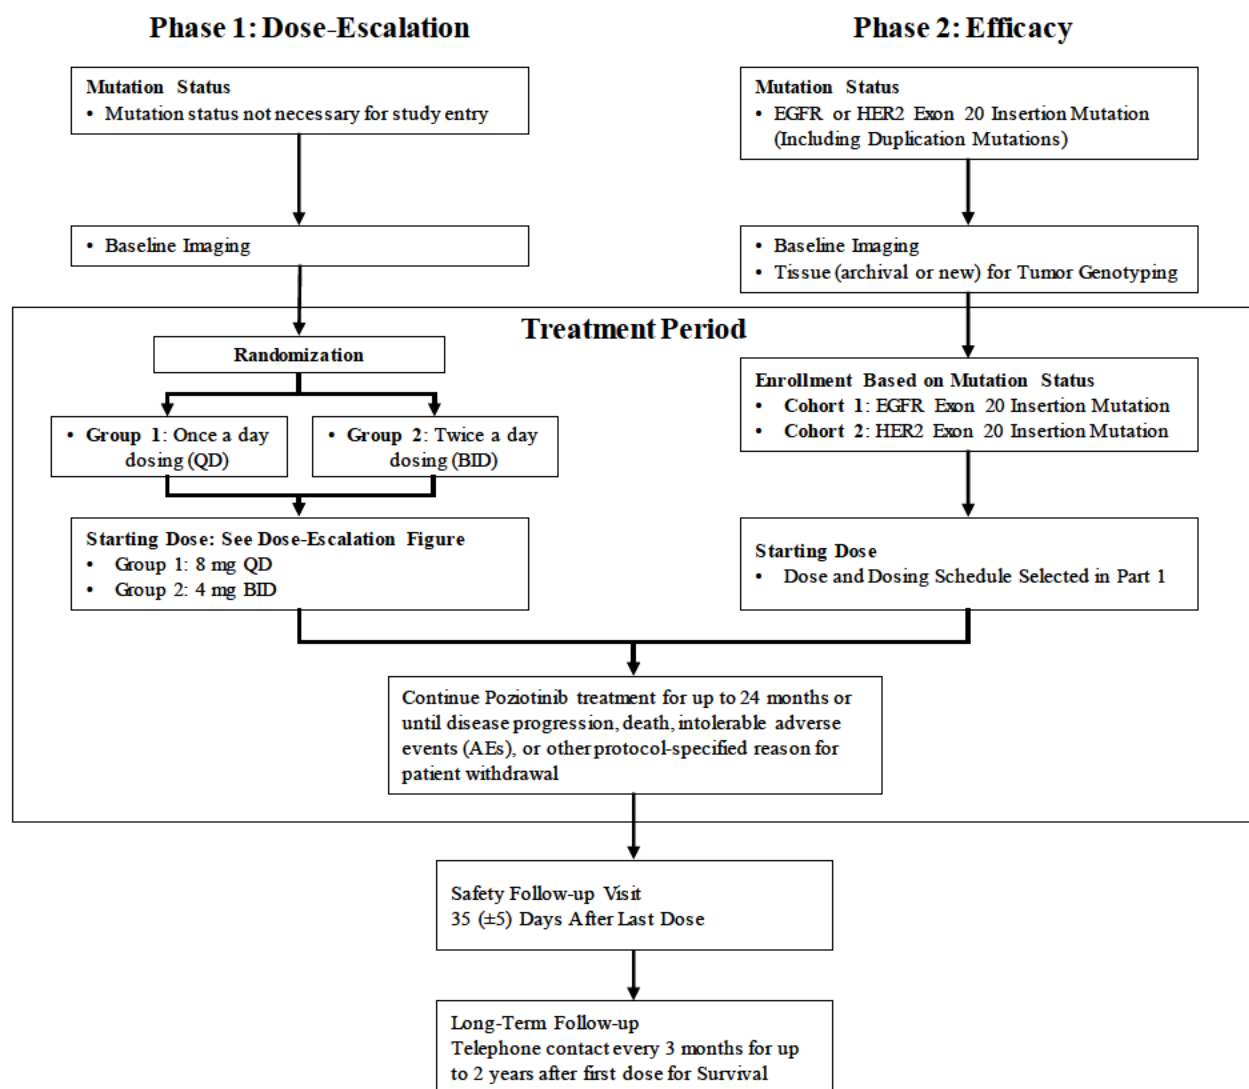 Phase 1: Dose-Escalation
Mutation Status
• Mutation status not necessary for study entry
• Baseline Imaging
Phase 2: Efficacy
Mutation Status
• EGFR or HER2 Exon 20 Insertion Mutation
(Including Duplication Mutations)
• Baseline Imaging
• Tissue (archival or new) for Tumor Genotyping
Treatment Period
Randomization
• Group 1: Once a day
dosing (QD)
• Group 2: Twice a day
dosing (BID)
Starting Dose: See Dose-Escalation Figure
• Group 1: 8 mg QD
• Group 2: 4 mg BID
Enrollment Based on Mutation Status
• Cohort 1: EGFR Exon 20 Insertion Mutation
• Cohort 2: HER2 Exon 20 Insertion Mutation
Starting Dose
• Dose and Dosing Schedule Selected in Part 1
Continue Poziotinib treatment for up to 24 months or
until disease progression, death, intolerable adverse
events (AEs), or other protocol-specified reason for
patient withdrawal
Safety Follow-up Visit
35 (±5) Days After Last Dose
Long-Term Follow-up
Telephone contact every 3 months for up
to 2 years after first dose for Survival